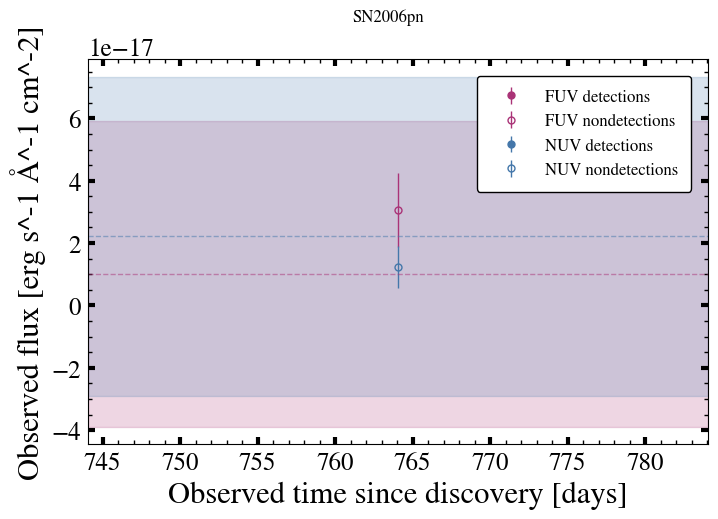 SN2006pn
1e−17
FUV detections
FUV nondetections
NUV detections
NUV nondetections
6
4
2
0
−2
−4
Observed flux [erg s^-1 Å^-1 cm^-2]
745 750 755 760 765 770 775 780
Observed time since discovery [days]